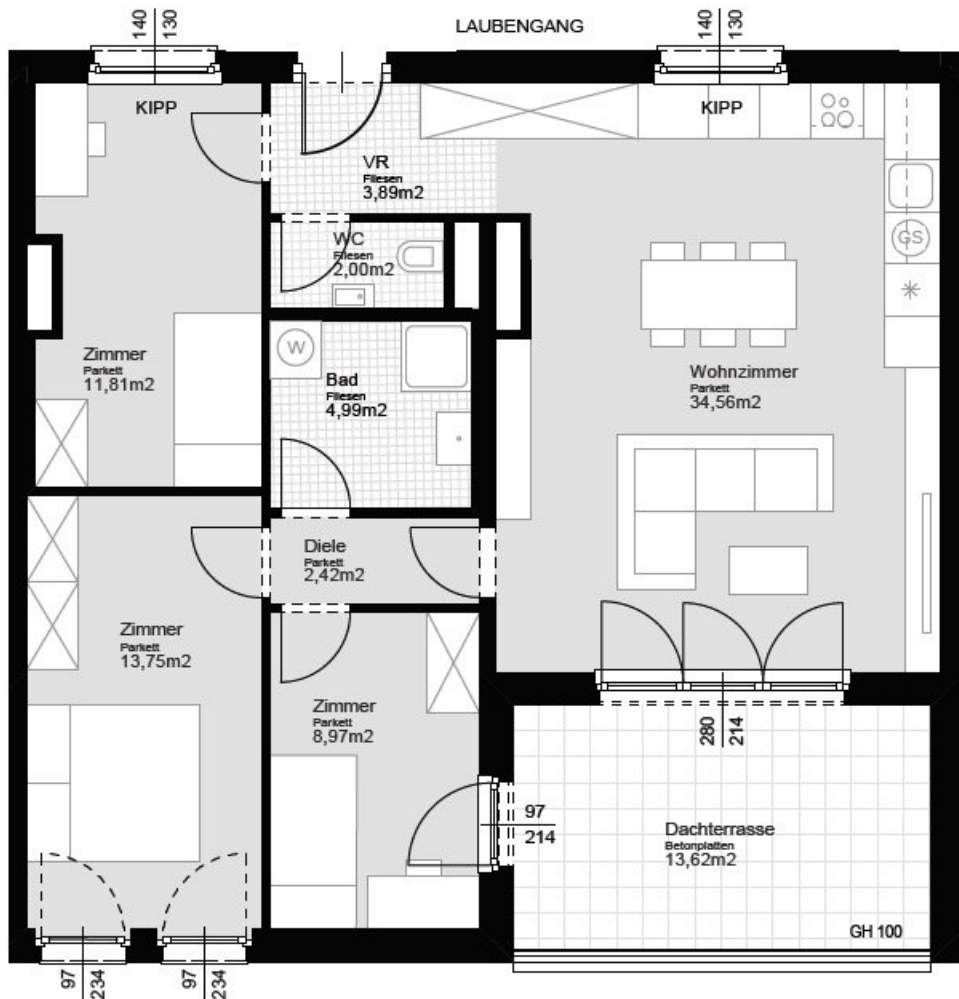 LAUBENGANG
140
130
140
130
KIPP
KIPP
VR
Fliesen
3,89m2
WC
Fliesen
2,00m2
GS
Zimmer
Parkett
11,81m2
W
Bad
Fliesen
4,99m2
Wohnzimmer
Parkett
34,56m2
Diele
Parkett
2,42m2
Zimmer
Parkett
13,75m2
Zimmer
Parkett
8,97m2
280
214
97
214
Dachterrasse
Betonplatten
13,62m2
GH 100
97
234
97
234